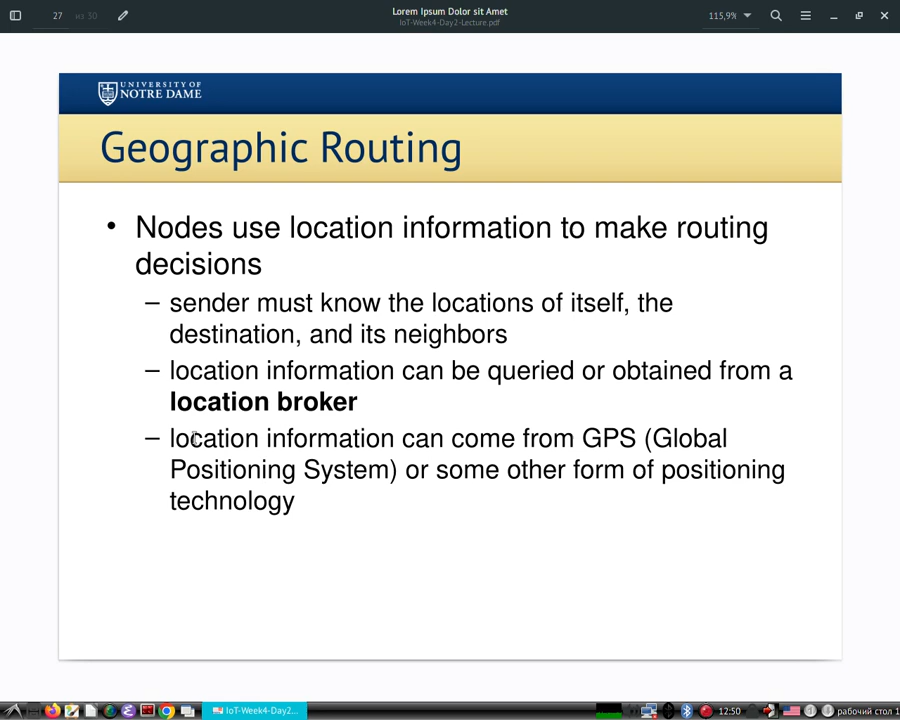 27 из 30
Lorem Ipsum Dolor sit Amet
IoT-Week4-Day2-Lecture.pdf
115,9%
UNIVERSITY OF
NOTRE DAME
Geographic Routing
• Nodes use location information to make routing
decisions
– sender must know the locations of itself, the
destination, and its neighbors
– location information can be queried or obtained from a
location broker
– location information can come from GPS (Global
Positioning System) or some other form of positioning
technology
IoT-Week4-Day2...
12:50
рабочий стол 1